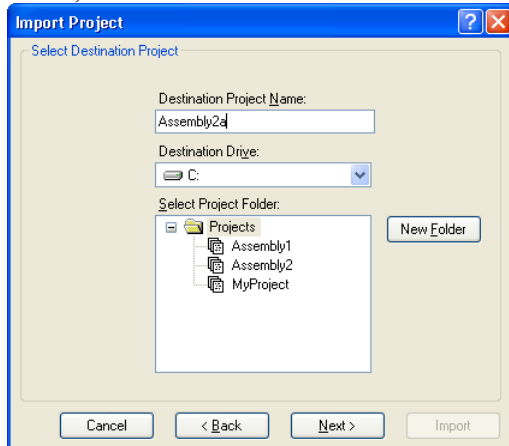 Import Project
Select Destination Project
Destination Project Name:
Assembly2a
Destination Drive:
C:
Select Project Folder:
Projects
New Folder
Assembly1
Assembly2
MyProject
Cancel
< Back
Next >
Import